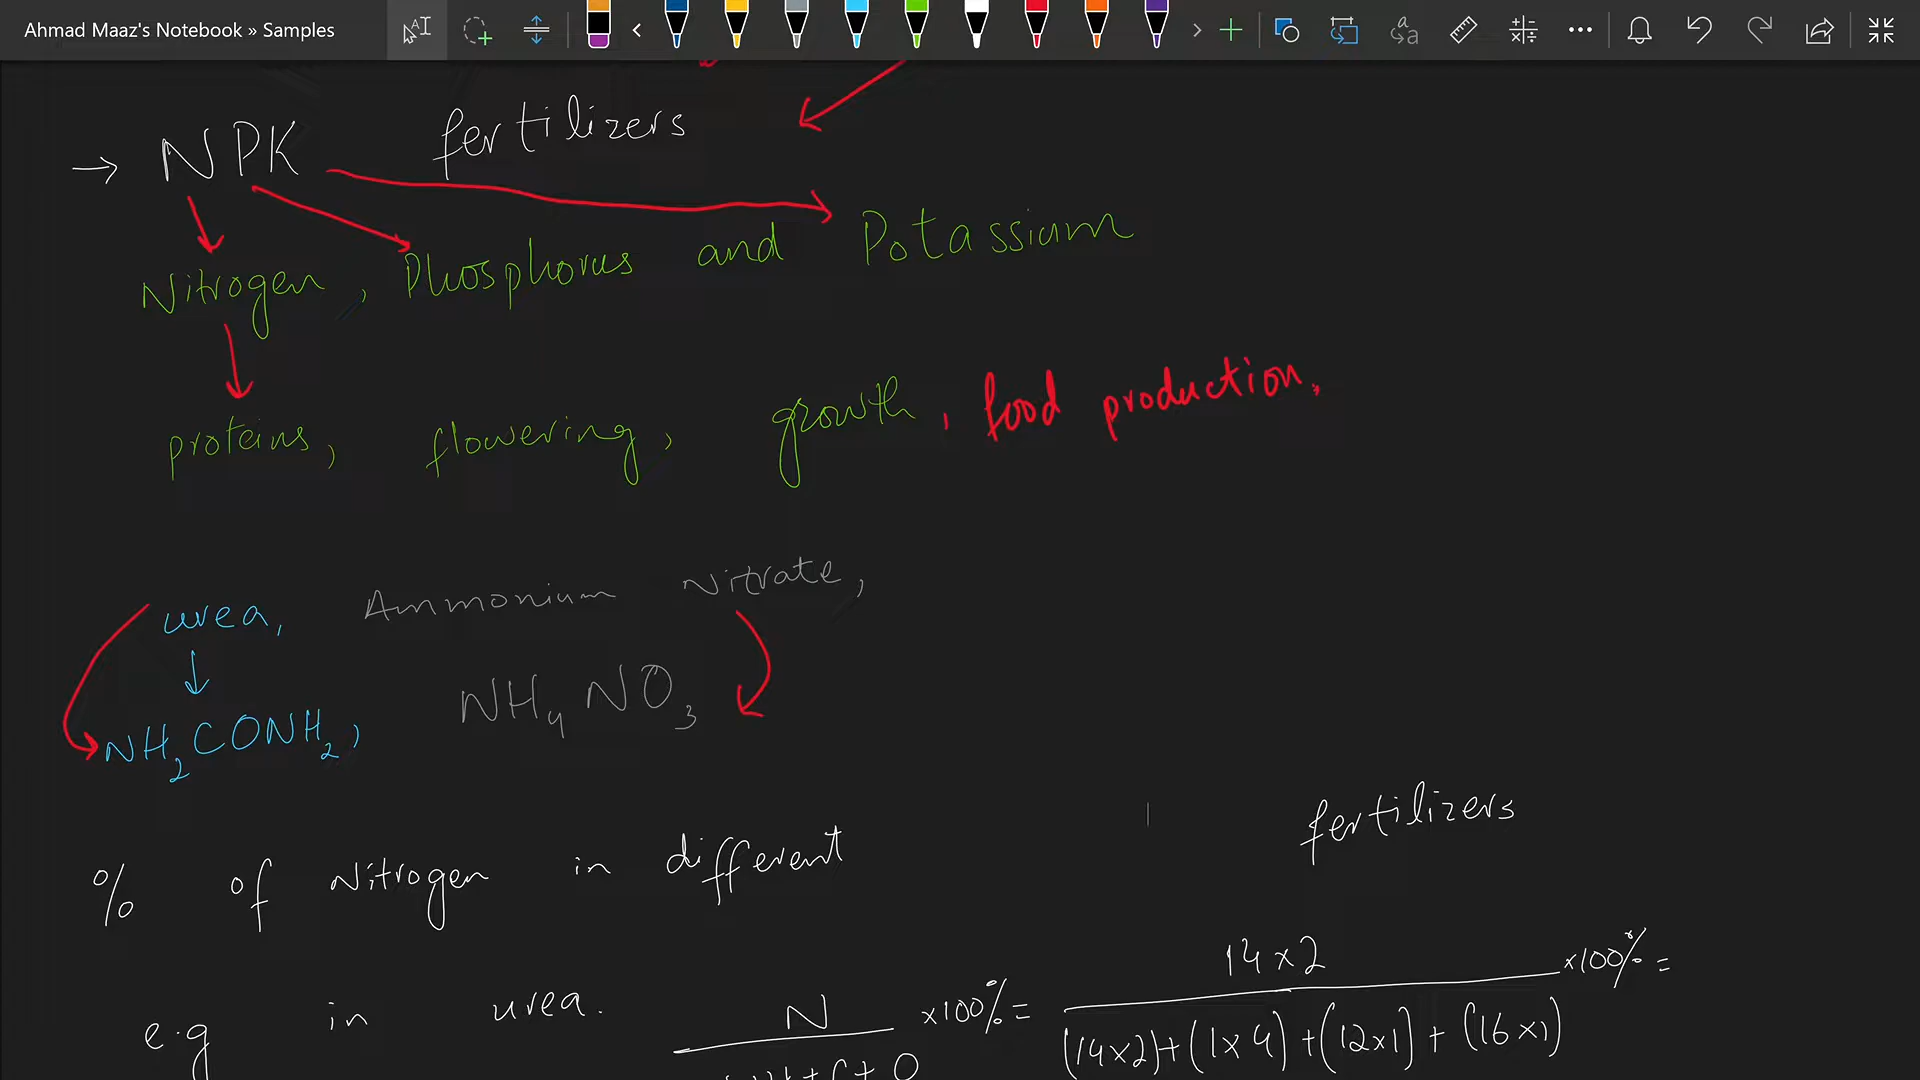 Ahmad Maaz's Notebook » Samples
→ NPK fertilizers
Nitrogen, Phosphorus and Potassium
proteins, flowering, growth, food production.
urea, Ammonium Nitrate,
NH₂CONH₂, NH₄NO₃
% of Nitrogen in different fertilizers
e.g in urea. N ×100% = 14×2 ×100% =
(14×2)+(1×4)+(12×1)+(16×1)